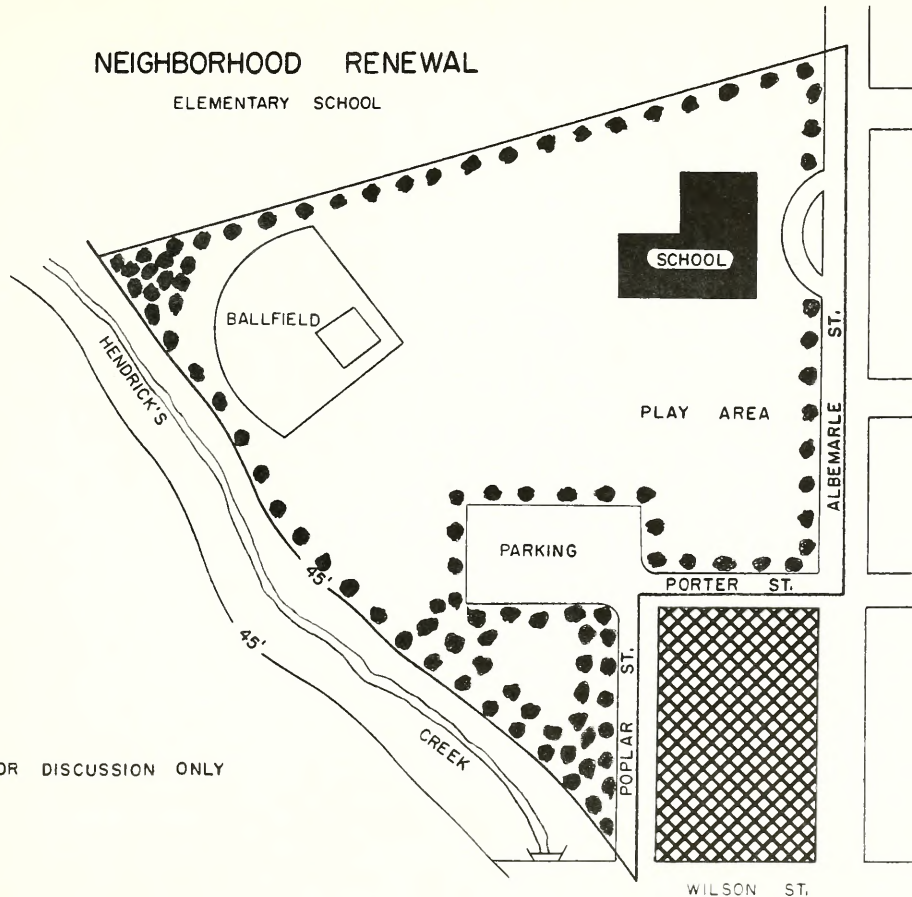 NEIGHBORHOOD RENEWAL
ELEMENTARY SCHOOL
SCHOOL
BALLFIELD
HENDRICK'S
ST.
ALBEMARLE
PLAY AREA
PARKING
45'
PORTER ST.
45'
ST.
POPLAR
CREEK
OR DISCUSSION ONLY
WILSON ST.